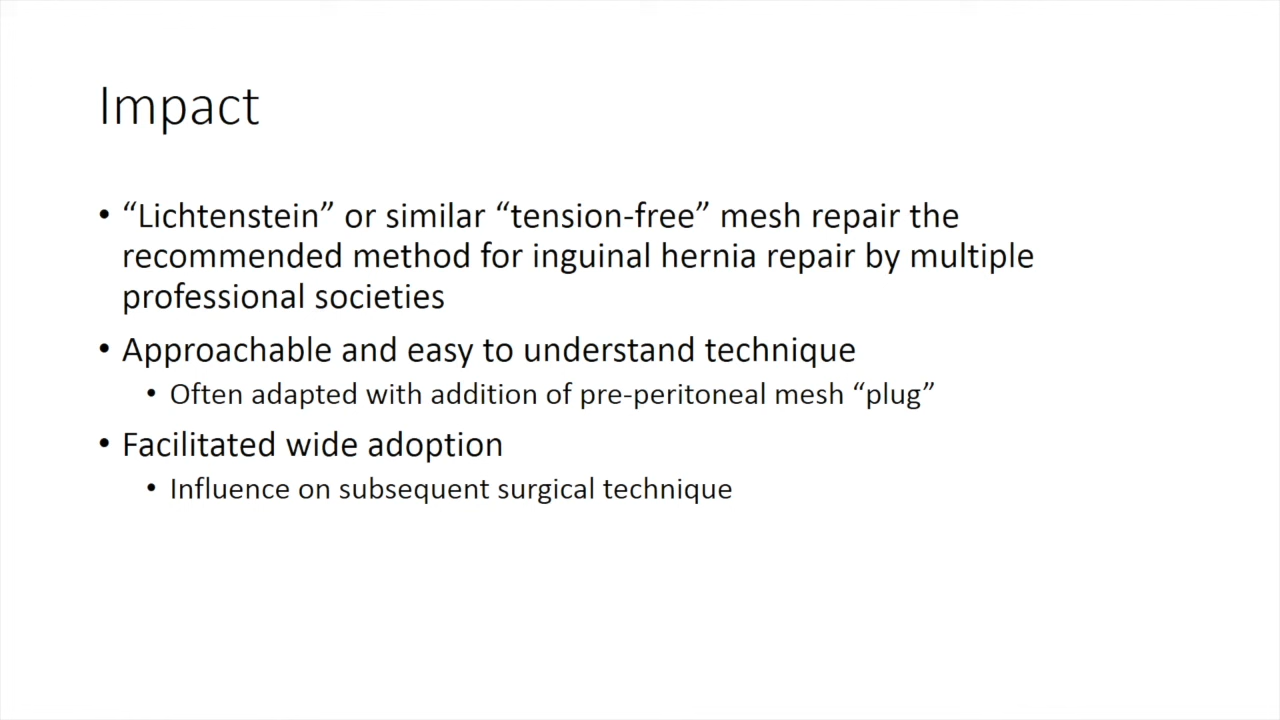 Impact
• “Lichtenstein” or similar “tension-free” mesh repair the
recommended method for inguinal hernia repair by multiple
professional societies
• Approachable and easy to understand technique
• Often adapted with addition of pre-peritoneal mesh “plug”
• Facilitated wide adoption
• Influence on subsequent surgical technique